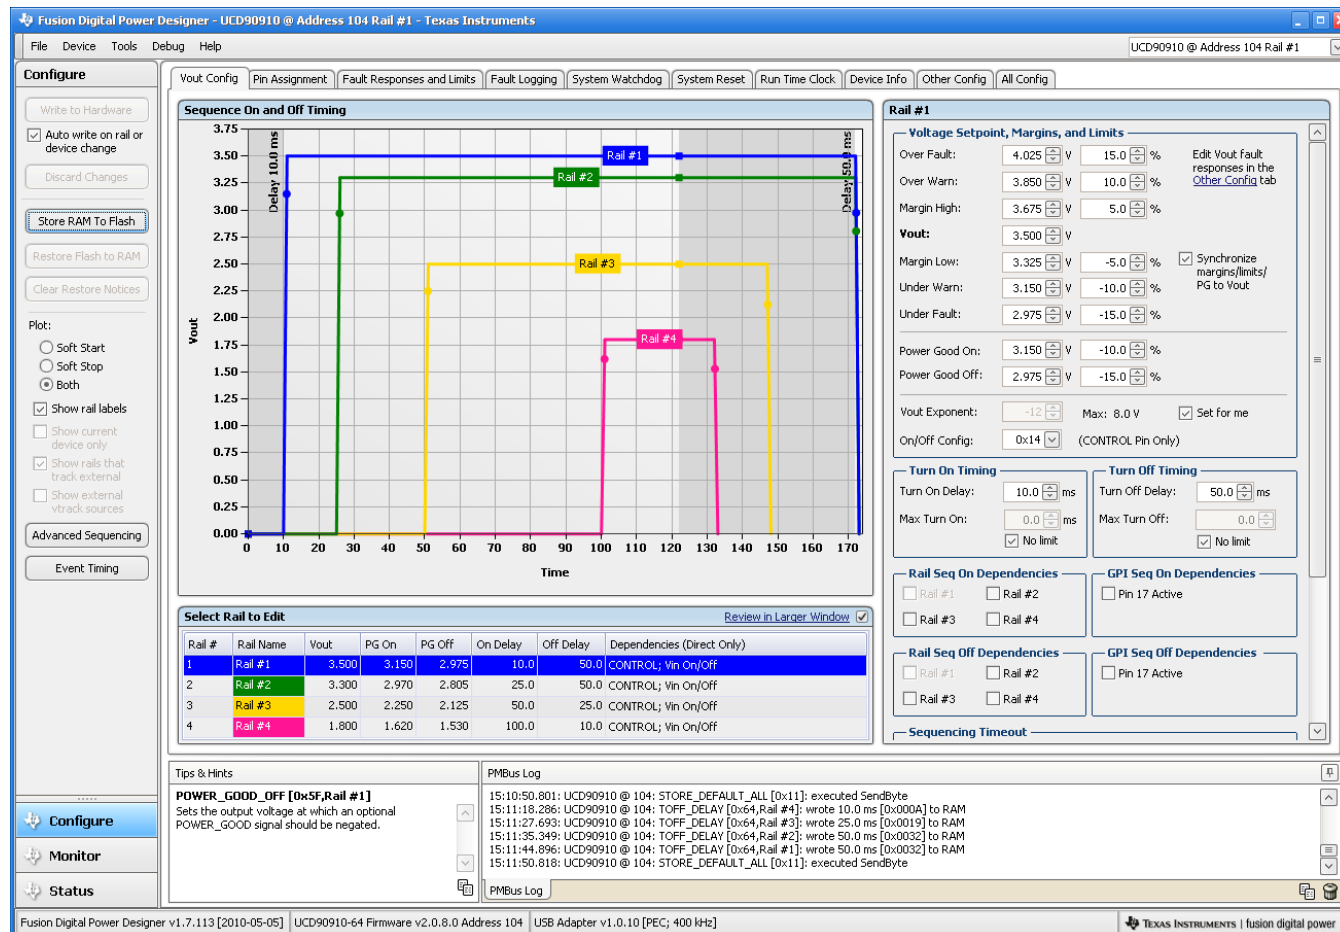 Fusion Digital Power Designer - UCD90910 @ Address 104 Rail #1 - Texas Instruments
File Device Tools Debug Help
UCD90910 @ Address 104 Rail #1
Configure
Write to Hardware
Auto write on rail or
device change
Discard Changes
Store RAM To Flash
Restore Flash to RAM
Clear Restore Notices
Plot:
Soft Start
Soft Stop
Both
Show rail labels
Show current
device only
Show rails that
track external
Show external
vtrack sources
Advanced Sequencing
Event Timing
Configure
Monitor
Status
Vout Config Pin Assignment Fault Responses and Limits Fault Logging System Watchdog System Reset Run Time Clock Device Info Other Config All Config
Sequence On and Off Timing
3.75
3.50
3.25
3.00
2.75
2.50
2.25
2.00
1.75
1.50
1.25
1.00
0.75
0.50
0.25
0.00
Vout
Delay 10.0 ms
Delay 50.0 ms
Rail #1
Rail #2
Rail #3
Rail #4
0 10 20 30 40 50 60 70 80 90 100 110 120 130 140 150 160 170
Time
Select Rail to Edit
Review in Larger Window
Rail # Rail Name Vout PG On PG Off On Delay Off Delay Dependencies (Direct Only)
1 Rail #1 3.500 3.150 2.975 10.0 50.0 CONTROL; Vin On/Off
2 Rail #2 3.300 2.970 2.805 25.0 50.0 CONTROL; Vin On/Off
3 Rail #3 2.500 2.250 2.125 50.0 25.0 CONTROL; Vin On/Off
4 Rail #4 1.800 1.620 1.530 100.0 10.0 CONTROL; Vin On/Off
Rail #1
Voltage Setpoint, Margins, and Limits
Over Fault: 4.025 V 15.0 %
Over Warn: 3.850 V 10.0 %
Margin High: 3.675 V 5.0 %
Vout: 3.500 V
Margin Low: 3.325 V -5.0 %
Under Warn: 3.150 V -10.0 %
Under Fault: 2.975 V -15.0 %
Edit Vout fault
responses in the
Other Config tab
Synchronize
margins/limits/
PG to Vout
Power Good On: 3.150 V -10.0 %
Power Good Off: 2.975 V -15.0 %
Vout Exponent: -12 Max: 8.0 V Set for me
On/Off Config: 0x14 (CONTROL Pin Only)
Turn On Timing
Turn On Delay: 10.0 ms
Max Turn On: 0.0 ms
No limit
Turn Off Timing
Turn Off Delay: 50.0 ms
Max Turn Off: 0.0
No limit
Rail Seq On Dependencies
Rail #1 Rail #2
Rail #3 Rail #4
GPI Seq On Dependencies
Pin 17 Active
Rail Seq Off Dependencies
Rail #1 Rail #2
Rail #3 Rail #4
GPI Seq Off Dependencies
Pin 17 Active
Sequencing Timeout
Tips & Hints
POWER_GOOD_OFF [0x5F,Rail #1]
Sets the output voltage at which an optional
POWER_GOOD signal should be negated.
PMBus Log
15:10:50.801: UCD90910 @ 104: STORE_DEFAULT_ALL [0x11]: executed SendByte
15:11:18.286: UCD90910 @ 104: TOFF_DELAY [0x64,Rail #4]: wrote 10.0 ms [0x000A] to RAM
15:11:27.693: UCD90910 @ 104: TOFF_DELAY [0x64,Rail #3]: wrote 25.0 ms [0x0019] to RAM
15:11:35.349: UCD90910 @ 104: TOFF_DELAY [0x64,Rail #2]: wrote 50.0 ms [0x0032] to RAM
15:11:44.896: UCD90910 @ 104: TOFF_DELAY [0x64,Rail #1]: wrote 50.0 ms [0x0032] to RAM
15:11:50.818: UCD90910 @ 104: STORE_DEFAULT_ALL [0x11]: executed SendByte
PMBus Log
Fusion Digital Power Designer v1.7.113 [2010-05-05] UCD90910-64 Firmware v2.0.8.0 Address 104 USB Adapter v1.0.10 [PEC; 400 kHz]
TEXAS INSTRUMENTS | fusion digital power